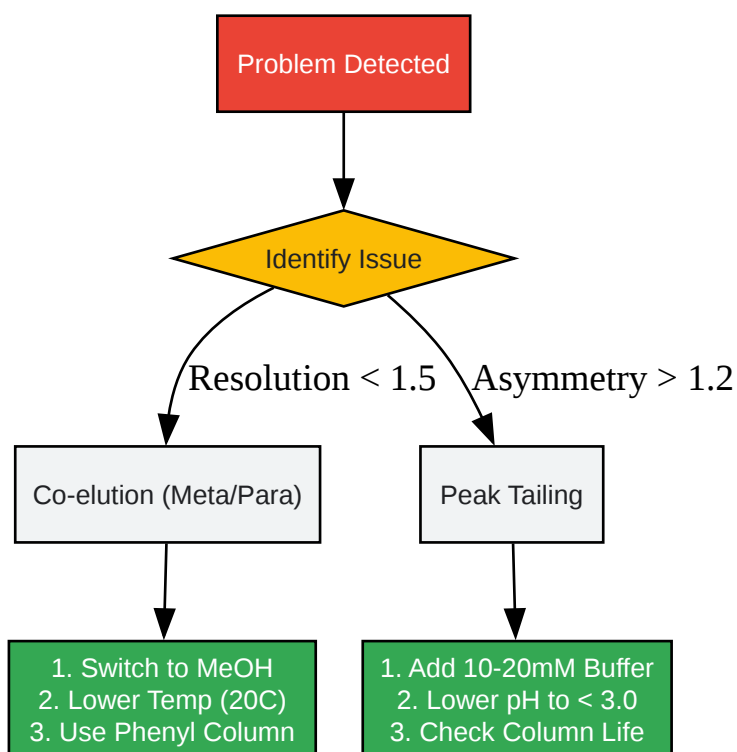 Problem Detected
Identify Issue
Resolution < 1.5
Asymmetry > 1.2
Co-elution (Meta/Para)
Peak Tailing
1. Switch to MeOH
2. Lower Temp (20C)
3. Use Phenyl Column
1. Add 10-20mM Buffer
2. Lower pH to < 3.0
3. Check Column Life